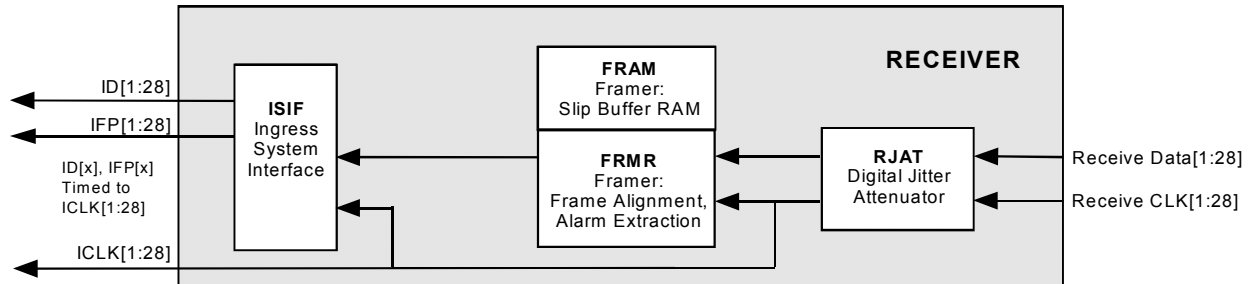 RECEIVER
FRAM
Framer:
Slip Buffer RAM
ID[1:28]
ISIF
Ingress
System
Interface
IFP[1:28]
FRMR
Framer:
Frame Alignment,
Alarm Extraction
RJAT
Digital Jitter
Attenuator
Receive Data[1:28]
Receive CLK[1:28]
ID[x], IFP[x]
Timed to
ICLK[1:28]
ICLK[1:28]